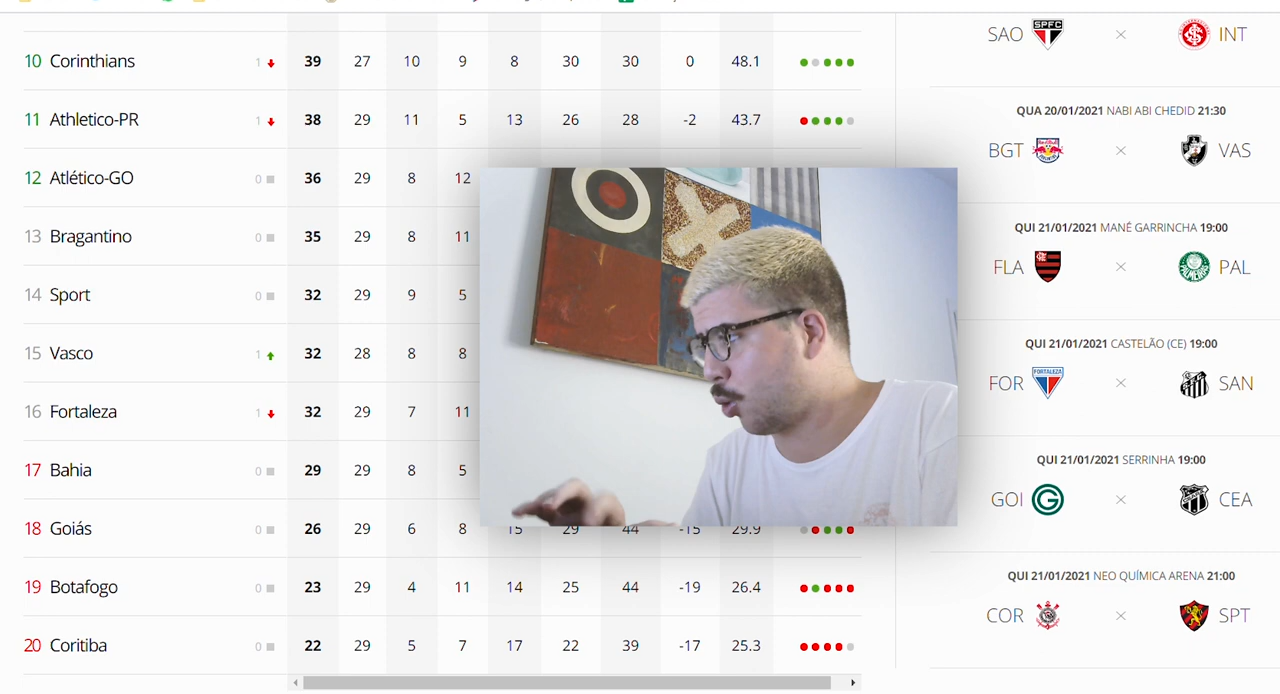 10 Corinthians 1 39 27 10 9 8 30 30 0 48.1
11 Athletico-PR 1 38 29 11 5 13 26 28 -2 43.7
12 Atlético-GO 0 36 29 8 12
13 Bragantino 0 35 29 8 11
14 Sport 0 32 29 9 5
15 Vasco 1 32 28 8 8
16 Fortaleza 1 32 29 7 11
17 Bahia 0 29 29 8 5
18 Goiás 0 26 29 6 8 15 29 44 -15 29.9
19 Botafogo 0 23 29 4 11 14 25 44 -19 26.4
20 Coritiba 0 22 29 5 7 17 22 39 -17 25.3
SAO SPFC × INT
QUA 20/01/2021 NABI ABI CHEDID 21:30
BGT × VAS
QUI 21/01/2021 MANÉ GARRINCHA 19:00
FLA × PAL
QUI 21/01/2021 CASTELÃO (CE) 19:00
FOR FORTALEZA × SAN
QUI 21/01/2021 SERRINHA 19:00
GOI G × CEA
QUI 21/01/2021 NEO QUÍMICA ARENA 21:00
COR × SPT